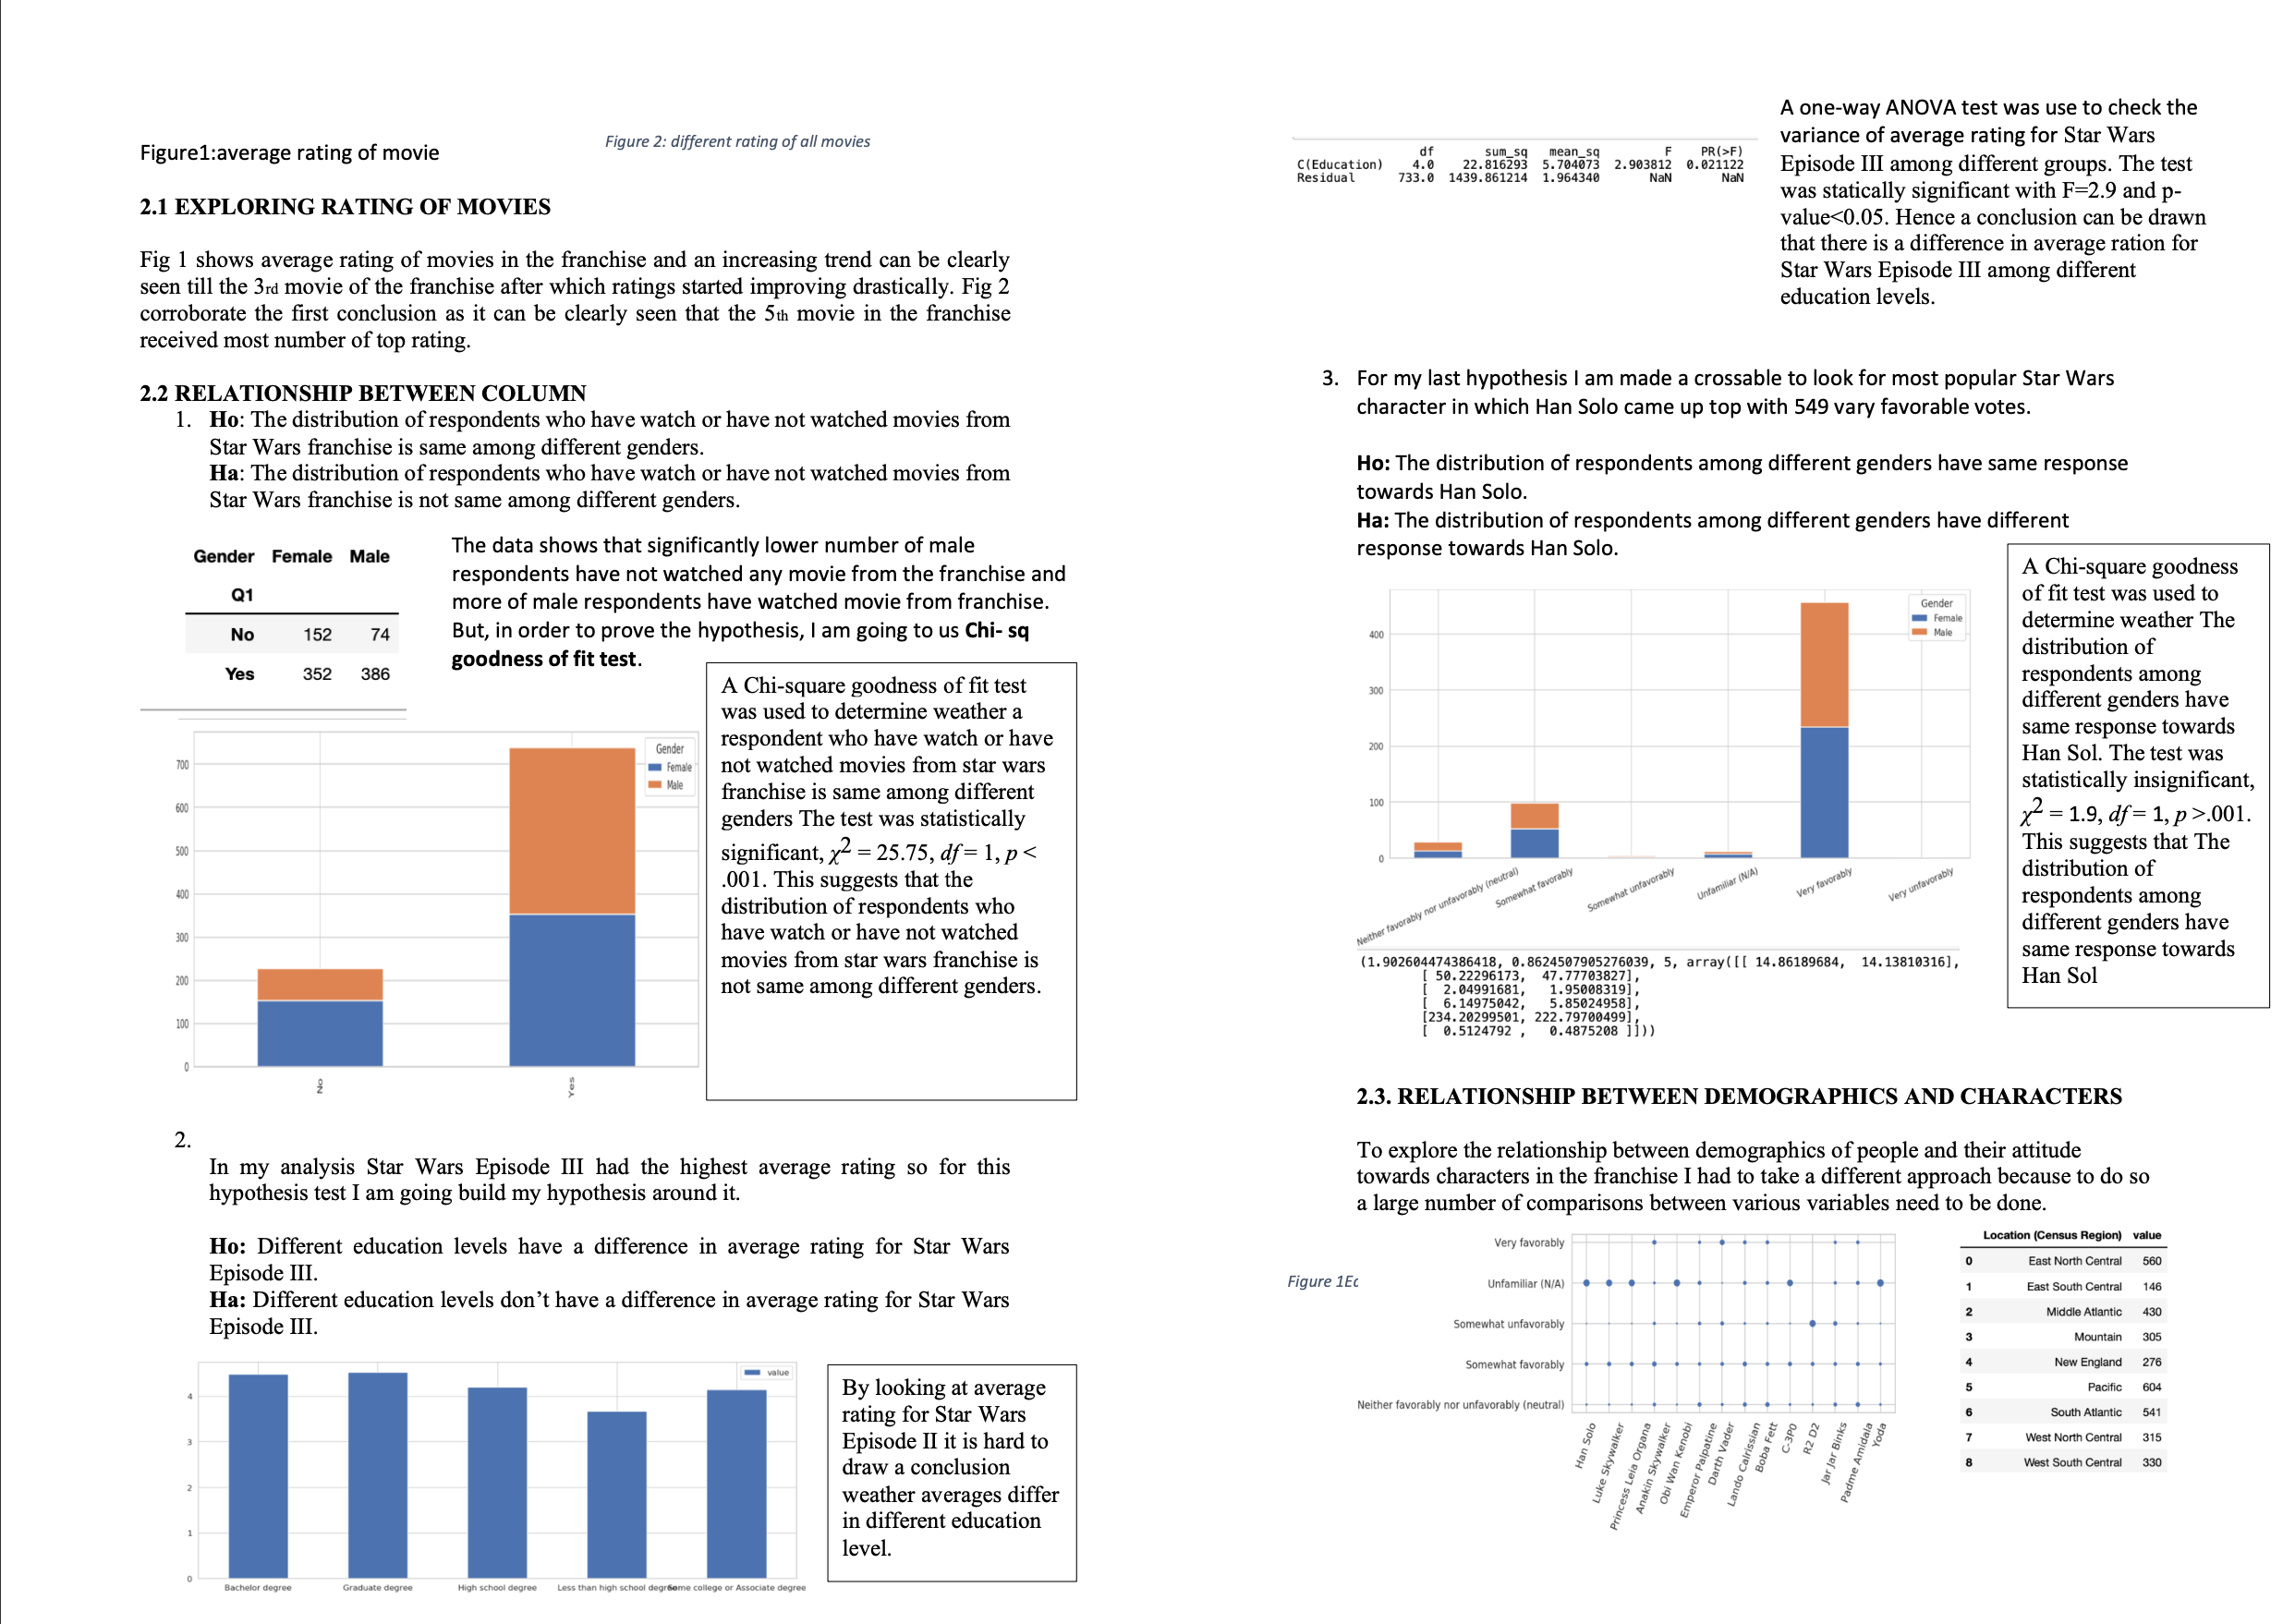 Figure1:average rating of movie
Figure 2: different rating of all movies
2.1 EXPLORING RATING OF MOVIES
Fig 1 shows average rating of movies in the franchise and an increasing trend can be clearly
seen till the 3rd movie of the franchise after which ratings started improving drastically. Fig 2
corroborate the first conclusion as it can be clearly seen that the 5th movie in the franchise
received most number of top rating.
2.2 RELATIONSHIP BETWEEN COLUMN
1. Ho: The distribution of respondents who have watch or have not watched movies from
Star Wars franchise is same among different genders.
Ha: The distribution of respondents who have watch or have not watched movies from
Star Wars franchise is not same among different genders.
Gender Female Male
Q1
No 152 74
Yes 352 386
The data shows that significantly lower number of male
respondents have not watched any movie from the franchise and
more of male respondents have watched movie from franchise.
But, in order to prove the hypothesis, I am going to us Chi- sq
goodness of fit test.
700
600
500
400
300
200
100
0
Gender
Female
Male
No
Yes
A Chi-square goodness of fit test
was used to determine weather a
respondent who have watch or have
not watched movies from star wars
franchise is same among different
genders The test was statistically
significant, χ2 = 25.75, df= 1, p <
.001. This suggests that the
distribution of respondents who
have watch or have not watched
movies from star wars franchise is
not same among different genders.
2.
In my analysis Star Wars Episode III had the highest average rating so for this
hypothesis test I am going build my hypothesis around it.
Ho: Different education levels have a difference in average rating for Star Wars
Episode III.
Ha: Different education levels don’t have a difference in average rating for Star Wars
Episode III.
value
4
3
2
1
0
Bachelor degree
Graduate degree
High school degree
Less than high school degree
Some college or Associate degree
By looking at average
rating for Star Wars
Episode II it is hard to
draw a conclusion
weather averages differ
in different education
level.
df sum_sq mean_sq F PR(>F)
C(Education) 4.0 22.816293 5.704073 2.903812 0.021122
Residual 733.0 1439.861214 1.964340 NaN NaN
A one-way ANOVA test was use to check the
variance of average rating for Star Wars
Episode III among different groups. The test
was statically significant with F=2.9 and p-
value<0.05. Hence a conclusion can be drawn
that there is a difference in average ration for
Star Wars Episode III among different
education levels.
3. For my last hypothesis I am made a crossable to look for most popular Star Wars
character in which Han Solo came up top with 549 vary favorable votes.
Ho: The distribution of respondents among different genders have same response
towards Han Solo.
Ha: The distribution of respondents among different genders have different
response towards Han Solo.
400
300
200
100
0
Gender
Female
Male
Neither favorably nor unfavorably (neutral)
Somewhat favorably
Somewhat unfavorably
Unfamiliar (N/A)
Very favorably
Very unfavorably
A Chi-square goodness
of fit test was used to
determine weather The
distribution of
respondents among
different genders have
same response towards
Han Sol. The test was
statistically insignificant,
χ2 = 1.9, df= 1, p >.001.
This suggests that The
distribution of
respondents among
different genders have
same response towards
Han Sol
(1.902604474386418, 0.8624507905276039, 5, array([[ 14.86189684, 14.13810316],
[ 50.22296173, 47.77703827],
[ 2.04991681, 1.95008319],
[ 6.14975042, 5.85024958],
[234.20299501, 222.79700499],
[ 0.5124792 , 0.4875208 ]]))
2.3. RELATIONSHIP BETWEEN DEMOGRAPHICS AND CHARACTERS
To explore the relationship between demographics of people and their attitude
towards characters in the franchise I had to take a different approach because to do so
a large number of comparisons between various variables need to be done.
Figure 1Ec
Very favorably
Unfamiliar (N/A)
Somewhat unfavorably
Somewhat favorably
Neither favorably nor unfavorably (neutral)
Han Solo
Luke Skywalker
Princess Leia Organa
Anakin Skywalker
Obi Wan Kenobi
Emperor Palpatine
Darth Vader
Lando Calrissian
Boba Fett
C-3P0
R2 D2
Jar Jar Binks
Padme Amidala
Yoda
Location (Census Region) value
0 East North Central 560
1 East South Central 146
2 Middle Atlantic 430
3 Mountain 305
4 New England 276
5 Pacific 604
6 South Atlantic 541
7 West North Central 315
8 West South Central 330